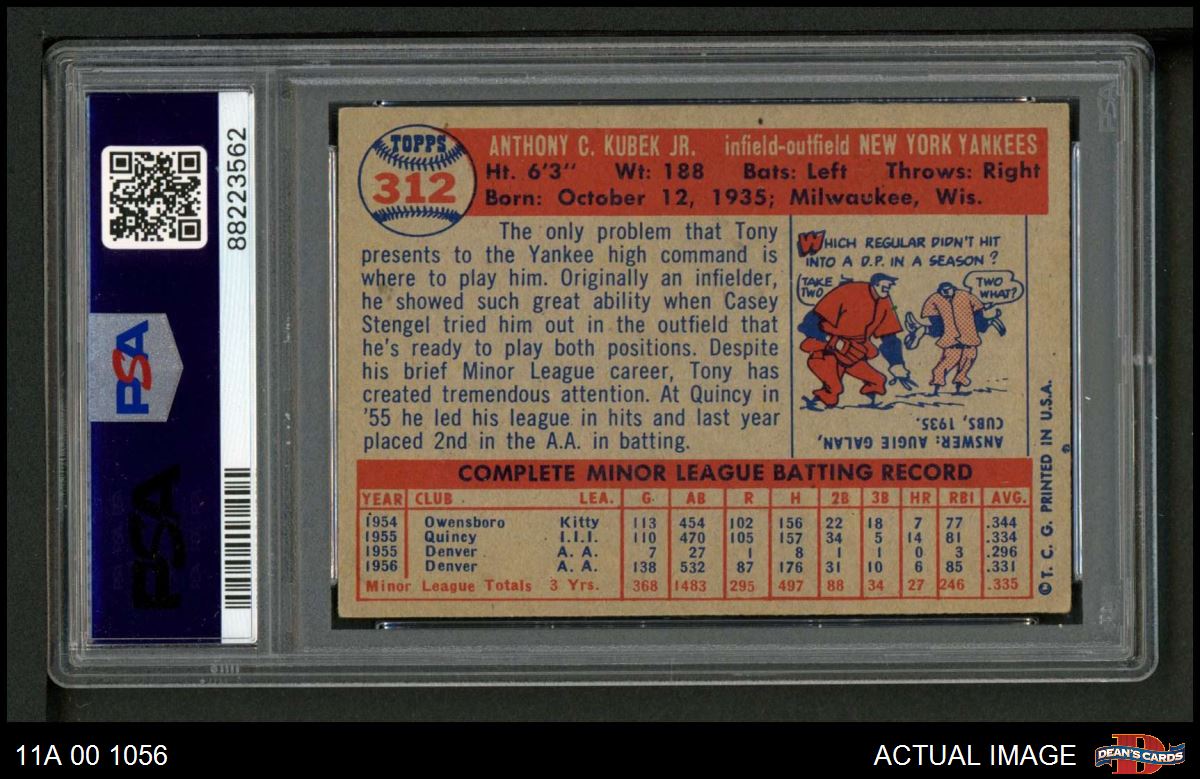 88223562
PSA
PSA
TOPPS
312
ANTHONY C. KUBEK JR. infield-outfield NEW YORK YANKEES
Ht. 6'3" Wt: 188 Bats: Left Throws: Right
Born: October 12, 1935; Milwaukee, Wis.
The only problem that Tony
presents to the Yankee high command is
where to play him. Originally an infielder,
he showed such great ability when Casey
Stengel tried him out in the outfield that
he's ready to play both positions. Despite
his brief Minor League career, Tony has
created tremendous attention. At Quincy in
'55 he led his league in hits and last year
placed 2nd in the A.A. in batting.
WHICH REGULAR DIDN'T HIT
INTO A D.P. IN A SEASON?
TAKE
TWO
TWO
WHAT?
ANSWER: AUGIE GALAN,
CUBS, 1935.
COMPLETE MINOR LEAGUE BATTING RECORD
YEAR CLUB LEA. G AB R H 2B 3B HR RBI AVG.
1954 Owensboro Kitty 113 454 102 156 22 18 7 77 .344
1955 Quincy I.I.I. 110 470 105 157 34 5 14 81 .334
1955 Denver A. A. 7 27 1 8 1 1 0 3 .296
1956 Denver A. A. 138 532 87 176 31 10 6 85 .331
Minor League Totals 3 Yrs. 368 1483 295 497 88 34 27 246 .335
©T. C. G. PRINTED IN U.S.A.
11A 00 1056
ACTUAL IMAGE
DEAN'S CARDS